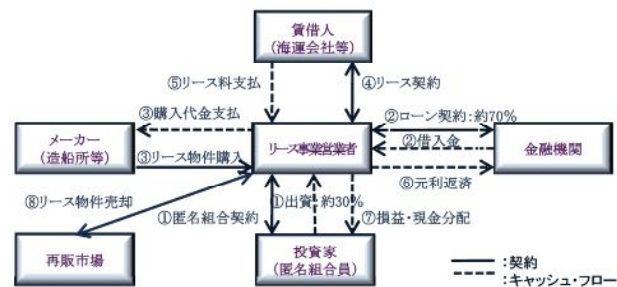 賃借人
(海運会社等)
⑤リース料支払
④リース契約
③購入代金支払
②ローン契約:約70%
メーカー
(造船所等)
リース事業営業者
②借入金
金融機関
③リース物件購入
⑥元利返済
⑧リース物件売却
①匿名組合契約
①出資:約30%
⑦損益・現金分配
再販市場
投資家
(匿名組合員)
:契約
:キャッシュ・フロー